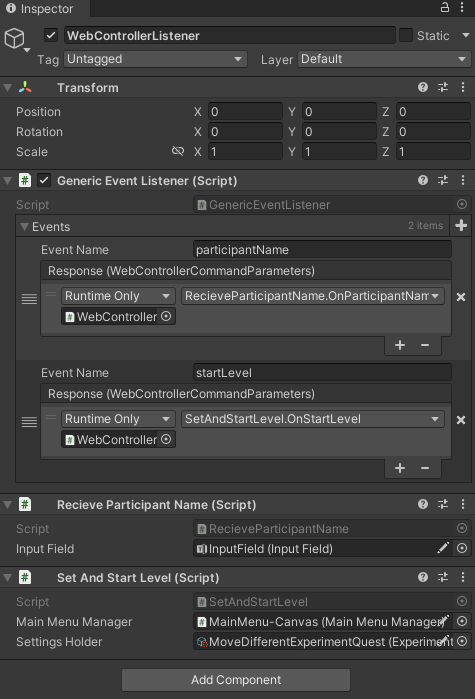 Inspector
WebControllerListener Static
Tag Untagged Layer Default
Transform
Position X 0 Y 0 Z 0
Rotation X 0 Y 0 Z 0
Scale X 1 Y 1 Z 1
# Generic Event Listener (Script)
Script # GenericEventListener
Events 2 items
Event Name participantName
Response (WebControllerCommandParameters)
Runtime Only RecieveParticipantName.OnParticipantNam
# WebController
+ −
Event Name startLevel
Response (WebControllerCommandParameters)
Runtime Only SetAndStartLevel.OnStartLevel
# WebController
+ −
# Recieve Participant Name (Script)
Script # RecieveParticipantName
Input Field InputField (Input Field)
# Set And Start Level (Script)
Script # SetAndStartLevel
Main Menu Manager # MainMenu-Canvas (Main Menu Manager)
Settings Holder MoveDifferentExperimentQuest (Experiment
Add Component